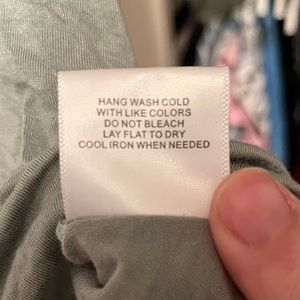 HANG WASH COLD
WITH LIKE COLORS
DO NOT BLEACH
LAY FLAT TO DRY
COOL IRON WHEN NEEDED